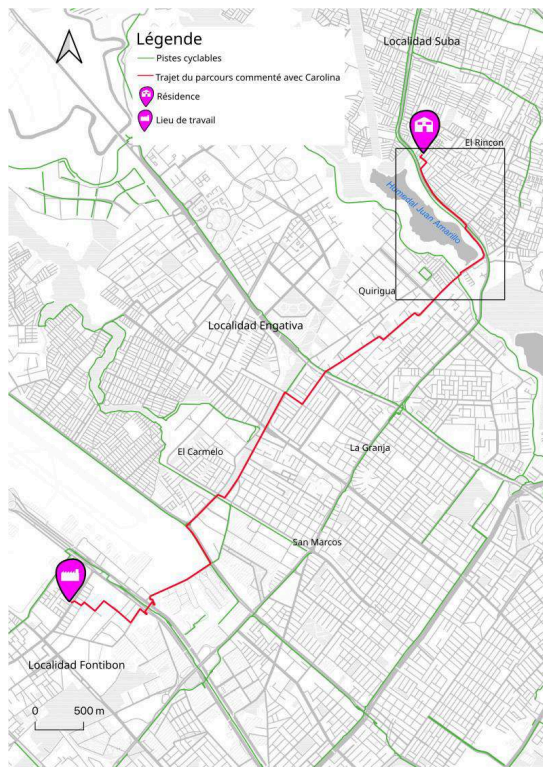 Légende
Pistes cyclables
Trajet du parcours commenté avec Carolina
Résidence
Lieu de travail
Localidad Suba
El Rincon
Humedal Juan Amarillo
Quirigua
Localidad Engativa
La Granja
El Carmelo
San Marcos
Localidad Fontibon
0 500 m